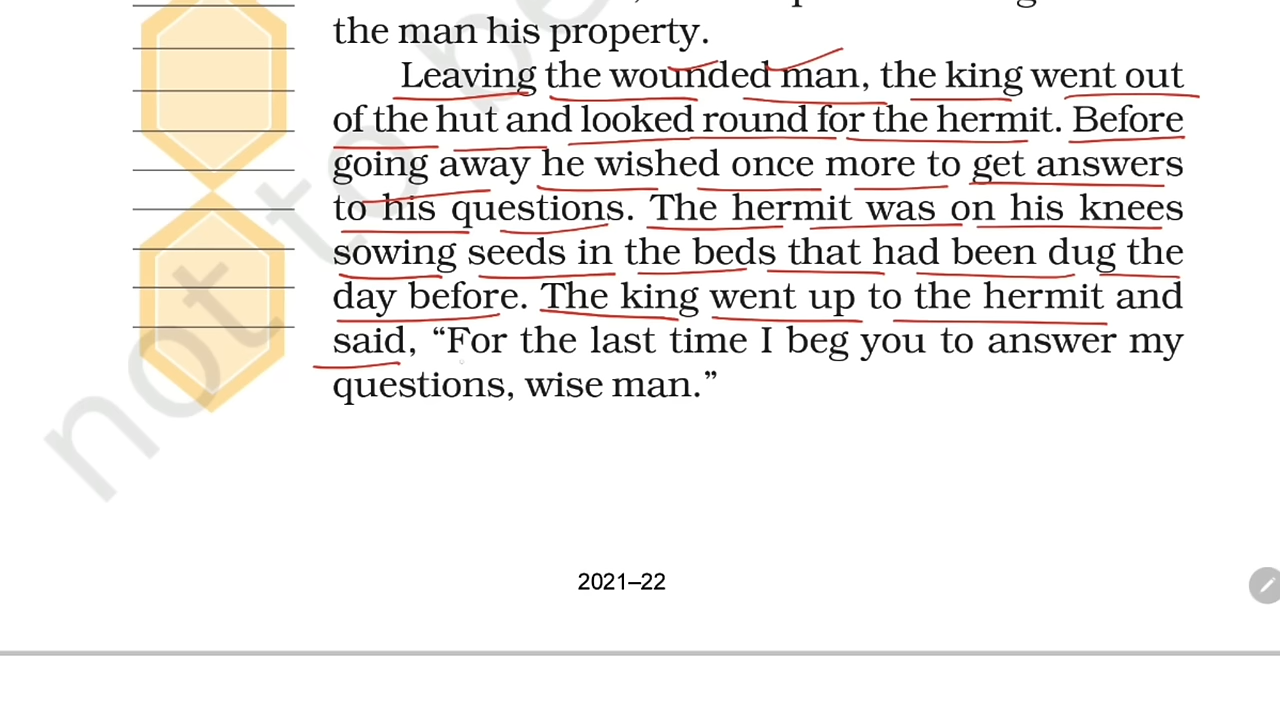 the man his property.
Leaving the wounded man, the king went out
of the hut and looked round for the hermit. Before
going away he wished once more to get answers
to his questions. The hermit was on his knees
sowing seeds in the beds that had been dug the
day before. The king went up to the hermit and
said, “For the last time I beg you to answer my
questions, wise man.”
not to be
2021–22